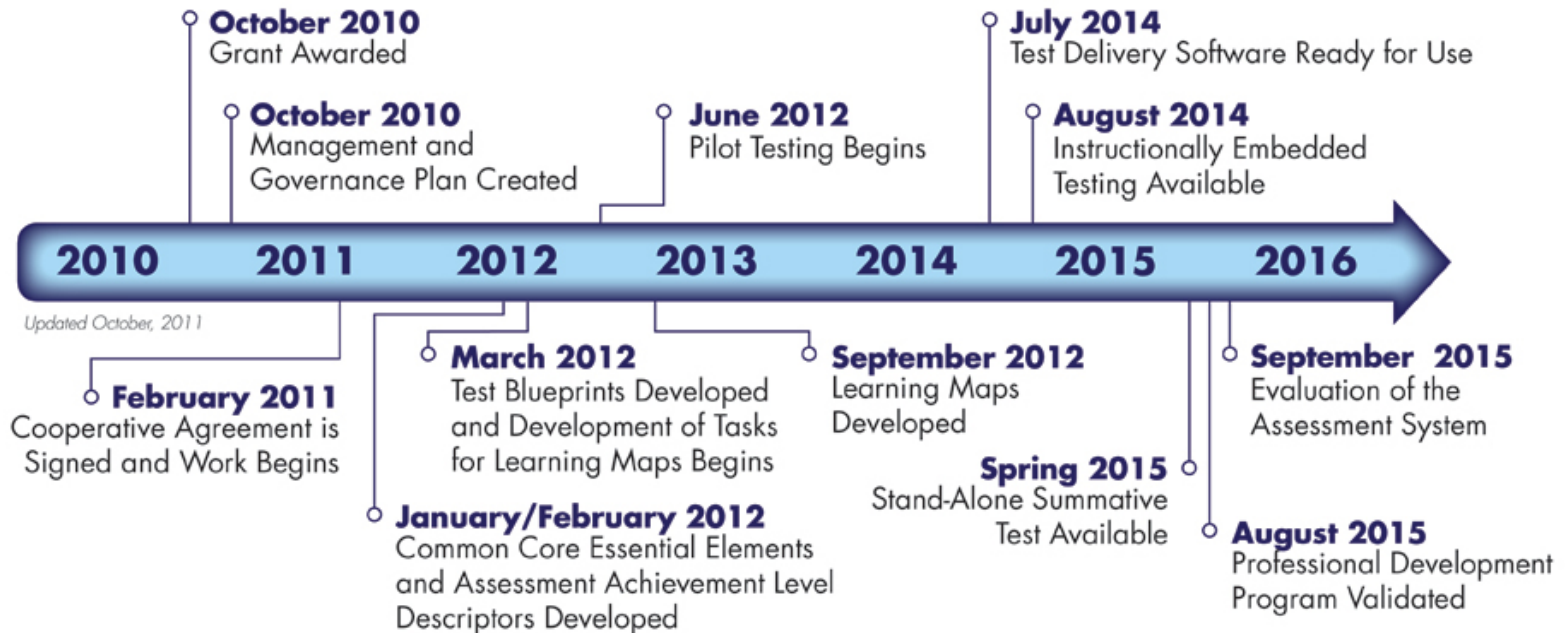 October 2010
Grant Awarded
October 2010
Management and
Governance Plan Created
June 2012
Pilot Testing Begins
July 2014
Test Delivery Software Ready for Use
August 2014
Instructionally Embedded
Testing Available
2010 2011 2012 2013 2014 2015 2016
Updated October, 2011
February 2011
Cooperative Agreement is
Signed and Work Begins
January/February 2012
Common Core Essential Elements
and Assessment Achievement Level
Descriptors Developed
March 2012
Test Blueprints Developed
and Development of Tasks
for Learning Maps Begins
September 2012
Learning Maps
Developed
Spring 2015
Stand-Alone Summative
Test Available
August 2015
Professional Development
Program Validated
September 2015
Evaluation of the
Assessment System